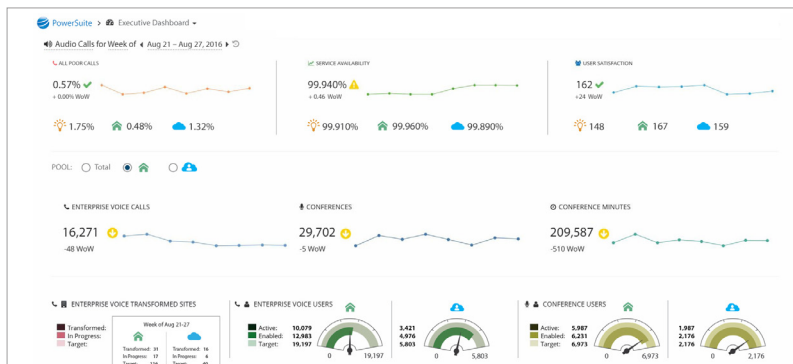 PowerSuite > Executive Dashboard
Audio Calls for Week of Aug 21 – Aug 27, 2016
ALL POOR CALLS
0.57%
+ 0.00% WoW
1.75% 0.48% 1.32%
SERVICE AVAILABILITY
99.940%
+ 0.46 WoW
99.910% 99.960% 99.890%
USER SATISFACTION
162
+24 WoW
148 167 159
POOL: Total
ENTERPRISE VOICE CALLS
16,271
-48 WoW
CONFERENCES
29,702
-5 WoW
CONFERENCE MINUTES
209,587
-510 WoW
ENTERPRISE VOICE TRANSFORMED SITES
Transformed:
In Progress:
Target:
Week of Aug 21-27
Transformed: 31 Transformed: 16
In Progress: 17 In Progress: 6
ENTERPRISE VOICE USERS
Active: 10,079
Enabled: 12,983
Target: 19,197
0 19,197
3,421
4,976
5,803
0 5,803
CONFERENCE USERS
Active: 5,987
Enabled: 6,231
Target: 6,973
0 6,973
1,987
2,176
2,176
0 2,176